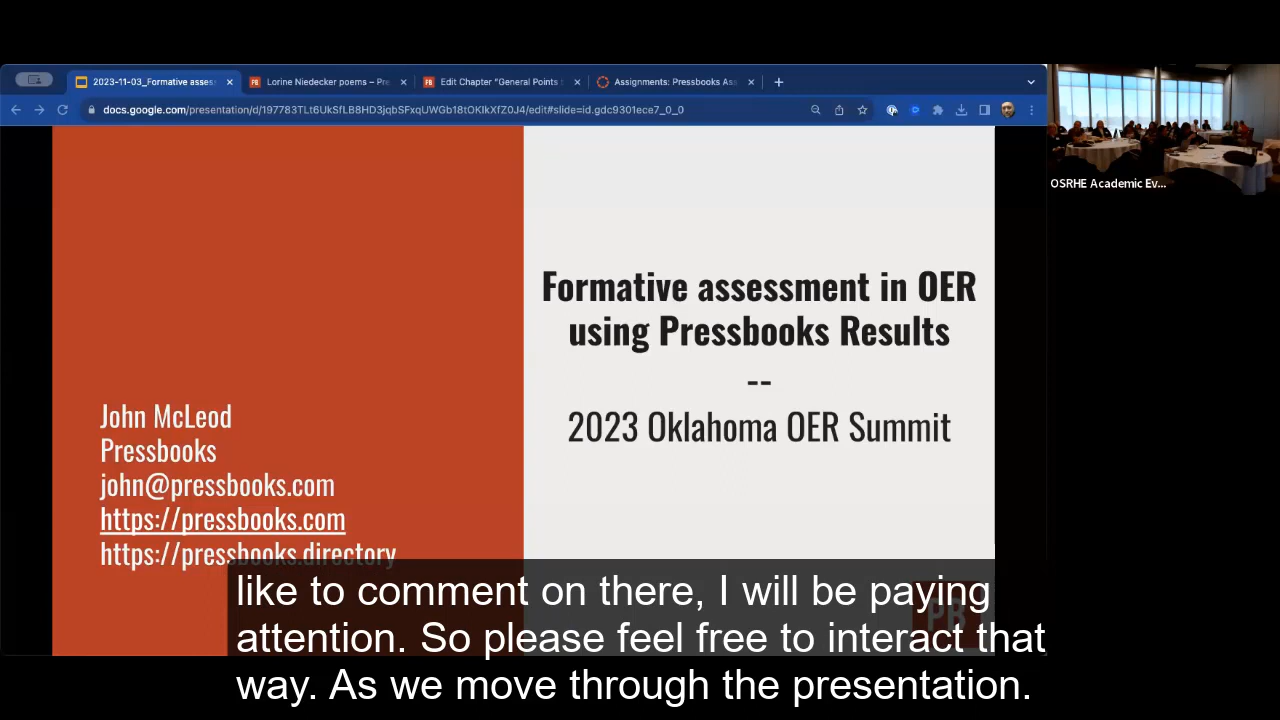 2023-11-03_Formative assess
Lorine Niedecker poems – Pre
Edit Chapter “General Points
Assignments: Pressbooks Ass
docs.google.com/presentation/d/197783TLt6UkSfLB8HD3jqbSFxqUWGb18tOKIkXfZ0J4/edit#slide=id.gdc9301ece7_0_0
OSRHE Academic Ev...
Formative assessment in OER
using Pressbooks Results
--
2023 Oklahoma OER Summit
John McLeod
Pressbooks
john@pressbooks.com
https://pressbooks.com
https://pressbooks.directory
PB
like to comment on there, I will be paying
attention. So please feel free to interact that
way. As we move through the presentation.